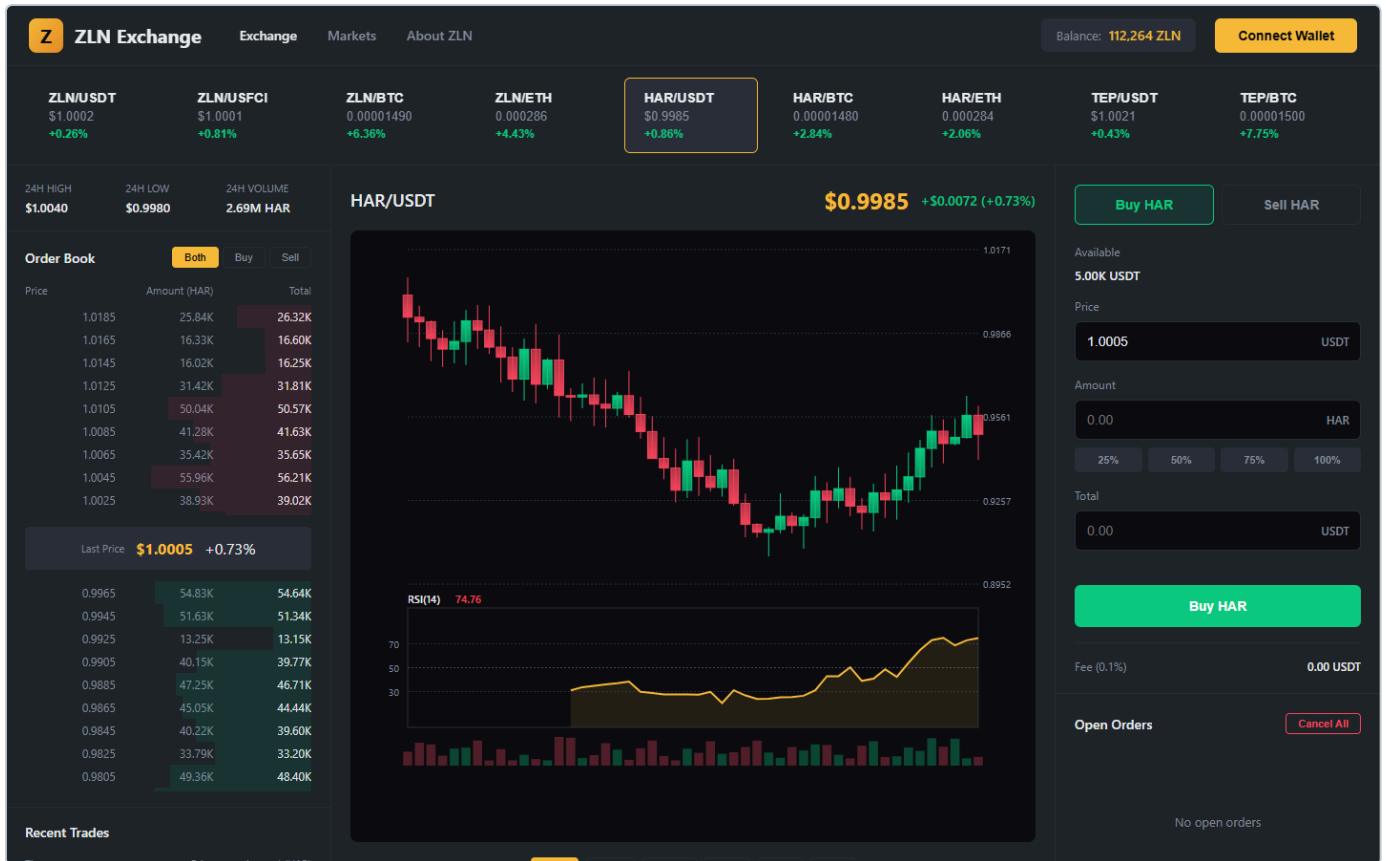 Z ZLN Exchange Exchange Markets About ZLN Balance: 112,264 ZLN Connect Wallet
ZLN/USDT ZLN/USFCI ZLN/BTC ZLN/ETH HAR/USDT HAR/BTC HAR/ETH TEP/USDT TEP/BTC
$1.0002 $1.0001 0.00001490 0.000286 $0.9985 0.00001480 0.000284 $1.0021 0.00001500
+0.26% +0.81% +6.36% +4.43% +0.86% +2.84% +2.06% +0.43% +7.75%
24H HIGH 24H LOW 24H VOLUME
$1.0040 $0.9980 2.69M HAR
Order Book Both Buy Sell
Price Amount (HAR) Total
1.0185 25.84K 26.32K
1.0165 16.33K 16.60K
1.0145 16.02K 16.25K
1.0125 31.42K 31.81K
1.0105 50.04K 50.57K
1.0085 41.28K 41.63K
1.0065 35.42K 35.65K
1.0045 55.96K 56.21K
1.0025 38.93K 39.02K
Last Price $1.0005 +0.73%
0.9965 54.83K 54.64K
0.9945 51.63K 51.34K
0.9925 13.25K 13.15K
0.9905 40.15K 39.77K
0.9885 47.25K 46.71K
0.9865 45.05K 44.44K
0.9845 40.22K 39.60K
0.9825 33.79K 33.20K
0.9805 49.36K 48.40K
Recent Trades
HAR/USDT $0.9985 +$0.0072 (+0.73%)
1.0171
0.9866
0.9561
0.9257
0.8952
RSI(14) 74.76
70
50
30
Buy HAR Sell HAR
Available
5.00K USDT
Price
1.0005 USDT
Amount
0.00 HAR
25% 50% 75% 100%
Total
0.00 USDT
Buy HAR
Fee (0.1%) 0.00 USDT
Open Orders Cancel All
No open orders